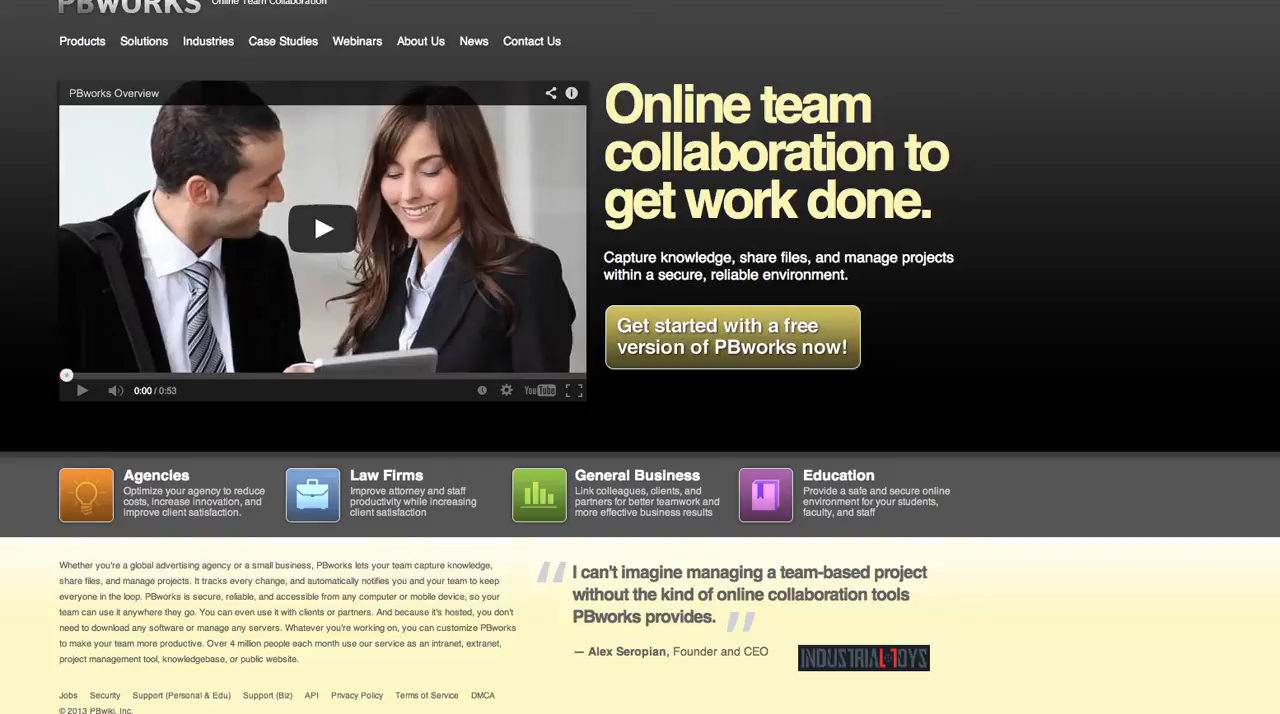 PBWORKS Online Team Collaboration
Products Solutions Industries Case Studies Webinars About Us News Contact Us
PBworks Overview
Online team
collaboration to
get work done.
Capture knowledge, share files, and manage projects
within a secure, reliable environment.
Get started with a free
version of PBworks now!
0:00 / 0:53
YouTube
Agencies
Optimize your agency to reduce
costs, increase innovation, and
improve client satisfaction.
Law Firms
Improve attorney and staff
productivity while increasing
client satisfaction
General Business
Link colleagues, clients, and
partners for better teamwork and
more effective business results
Education
Provide a safe and secure online
environment for your students,
faculty, and staff
Whether you're a global advertising agency or a small business, PBworks lets your team capture knowledge,
share files, and manage projects. It tracks every change, and automatically notifies you and your team to keep
everyone in the loop. PBworks is secure, reliable, and accessible from any computer or mobile device, so your
team can use it anywhere they go. You can even use it with clients or partners. And because it's hosted, you don't
need to download any software or manage any servers. Whatever you're working on, you can customize PBworks
to make your team more productive. Over 4 million people each month use our service as an intranet, extranet,
project management tool, knowledgebase, or public website.
“ I can't imagine managing a team-based project
without the kind of online collaboration tools
PBworks provides. ”
— Alex Seropian, Founder and CEO
INDUSTRIAL TOYS
Jobs Security Support (Personal & Edu) Support (Biz) API Privacy Policy Terms of Service DMCA
© 2013 PBwiki, Inc.